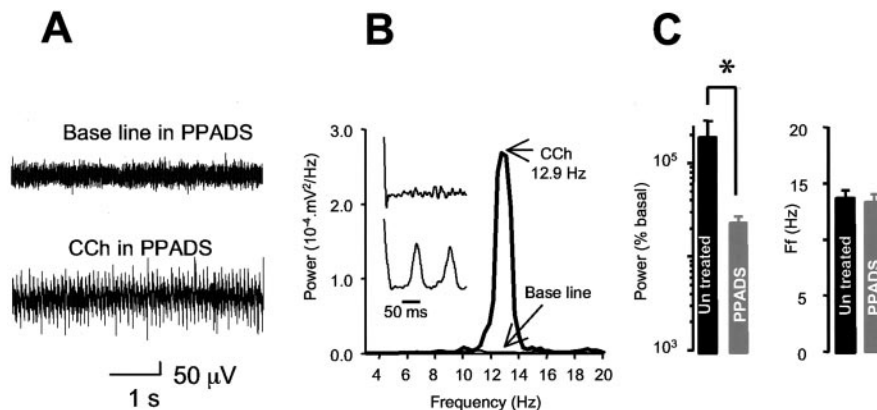 A
Base line in PPADS
CCh in PPADS
50 µV
1 s
B
Power (10⁻⁴.mV²/Hz)
3.0
2.0
1.0
0.0
CCh
12.9 Hz
Base line
50 ms
4 6 8 10 12 14 16 18 20
Frequency (Hz)
C
*
Power (% basal)
10⁵
10³
Un treated
PPADS
Ff (Hz)
20
15
10
5
0
Un treated
PPADS